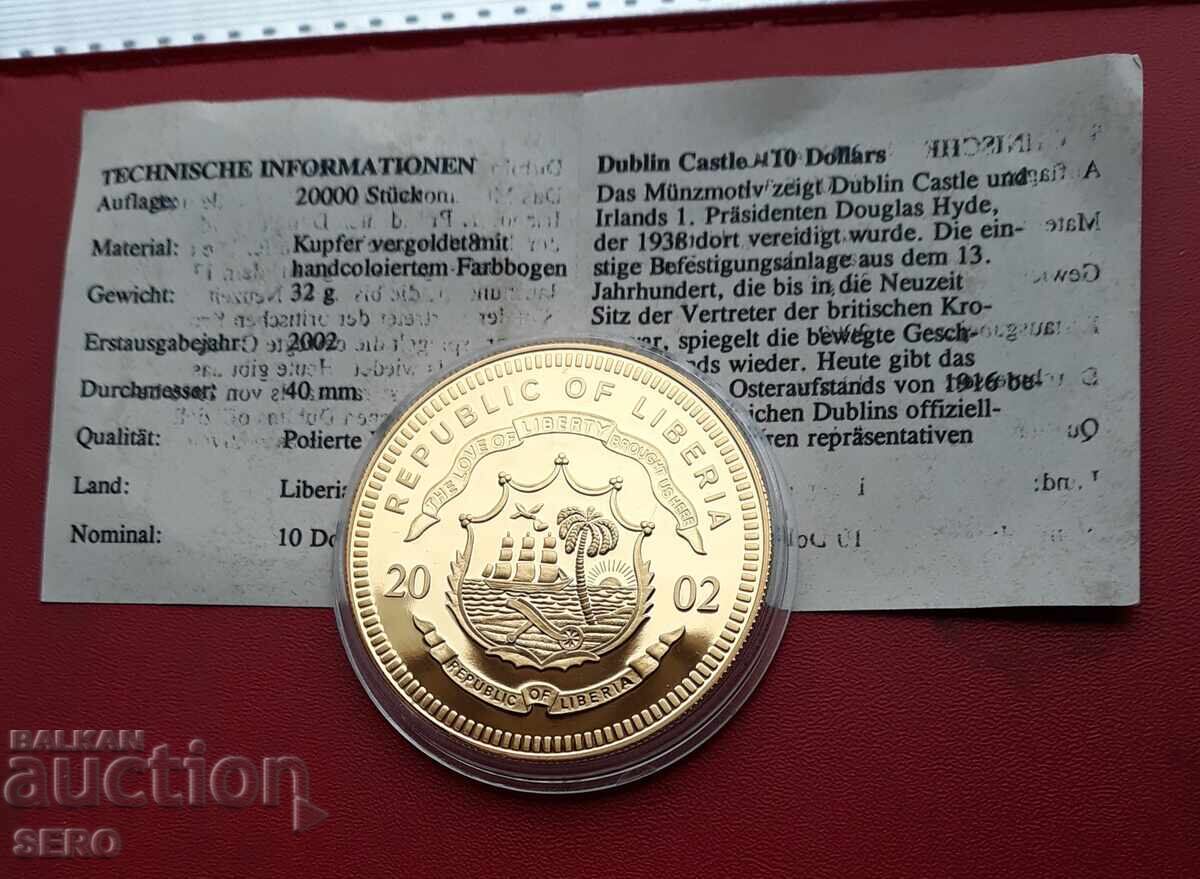 TECHNISCHE INFORMATIONEN
Auflage: 20000 Stück
Material: Kupfer vergoldet mit
handcoloiertem Farbbogen
Gewicht: 32 g
Erstausgabejahr: 2002
Durchmesser: 40 mm
Qualität: Polierte
Land: Liberia
Nominal: 10
Dublin Castle 10 Dollars
Das Münzmotiv zeigt Dublin Castle und
Irlands 1. Präsidenten Douglas Hyde,
der 1938 dort vereidigt wurde. Die ein-
stige Befestigungsanlage aus dem 13.
Jahrhundert, die bis in die Neuzeit
Sitz der Vertreter der britischen Kro-
spiegelt die bewegte Gesch-
wieder. Heute gibt das
Osteraufstands von 1916 be-
Dublins offiziell-
repräsentativen
REPUBLIC OF LIBERIA
THE LOVE OF LIBERTY BROUGHT US HERE
20 02
REPUBLIC OF LIBERIA
BALKAN
auction
SERO